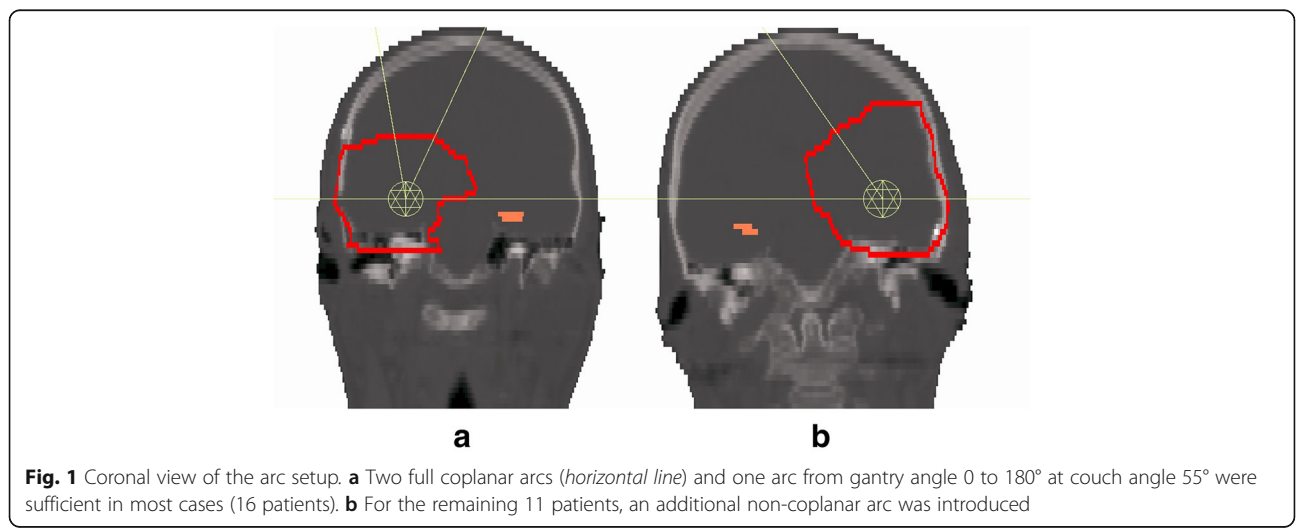 a b
Fig. 1 Coronal view of the arc setup. a Two full coplanar arcs (horizontal line) and one arc from gantry angle 0 to 180° at couch angle 55° were
sufficient in most cases (16 patients). b For the remaining 11 patients, an additional non-coplanar arc was introduced